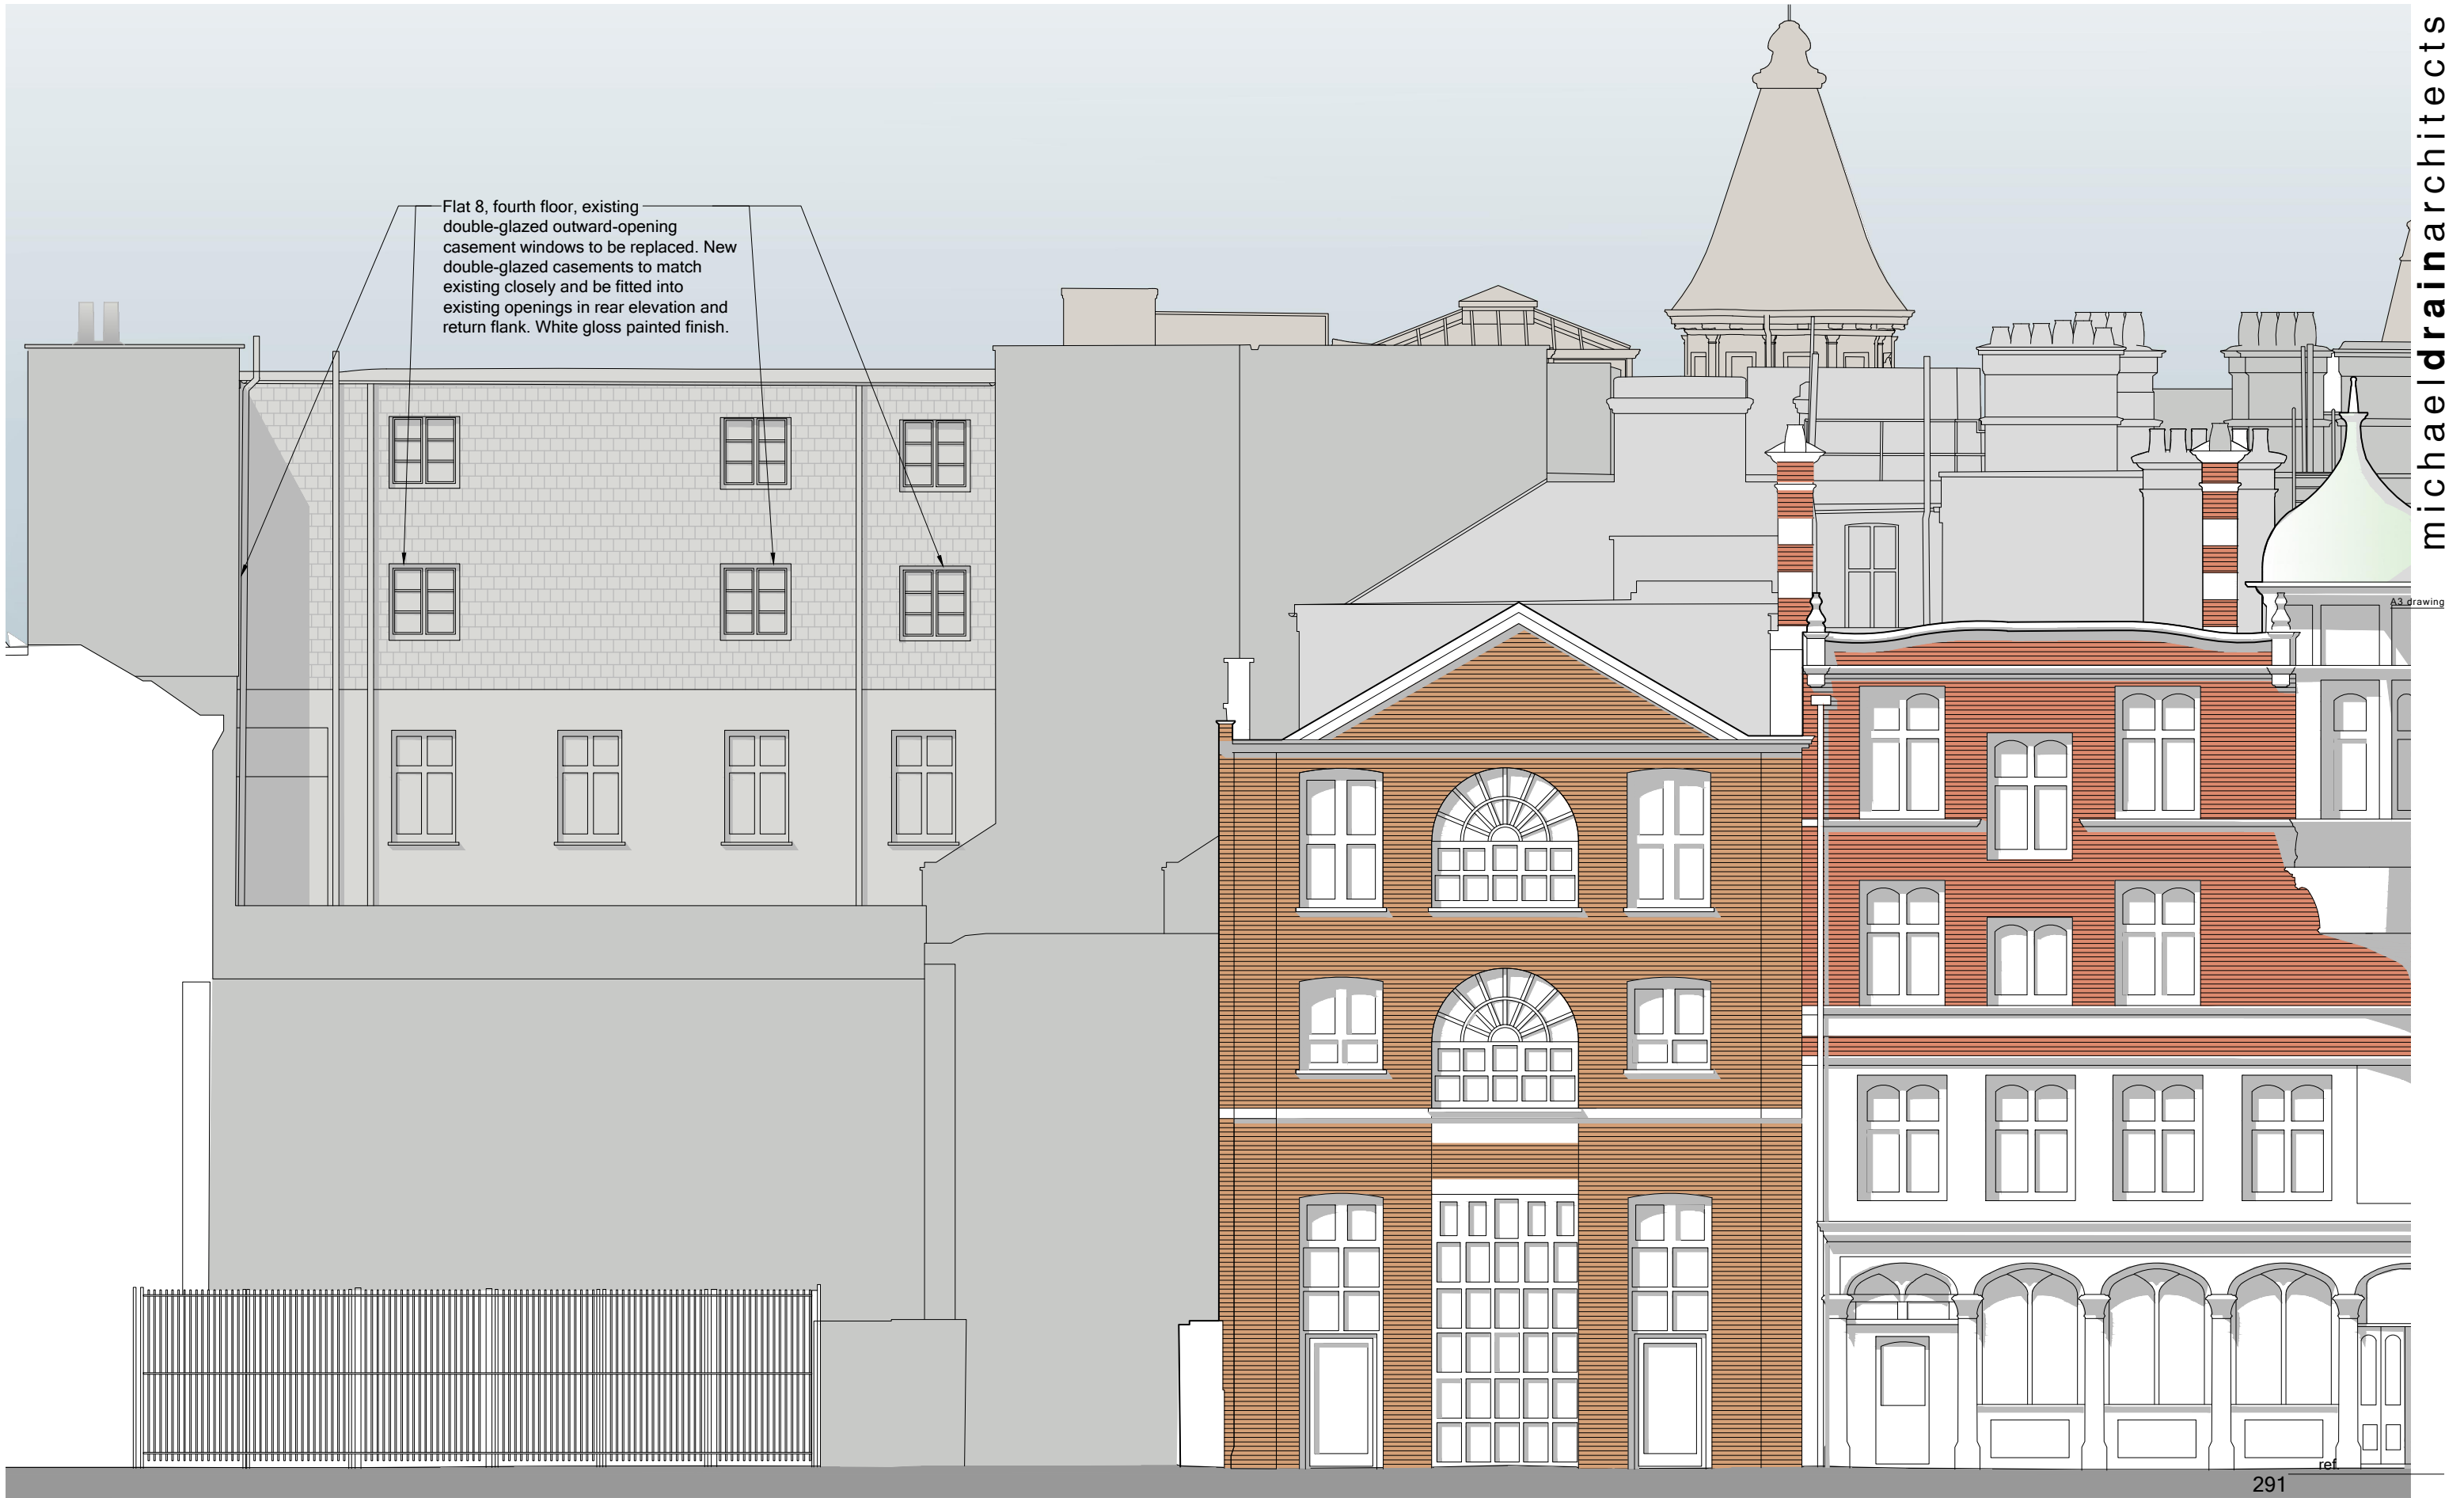 Flat 8, fourth floor, existing
double-glazed outward-opening
casement windows to be replaced. New
double-glazed casements to match
existing closely and be fitted into
existing openings in rear elevation and
return flank. White gloss painted finish.
michaeldrainarchitects
A3 drawing
ref.
291